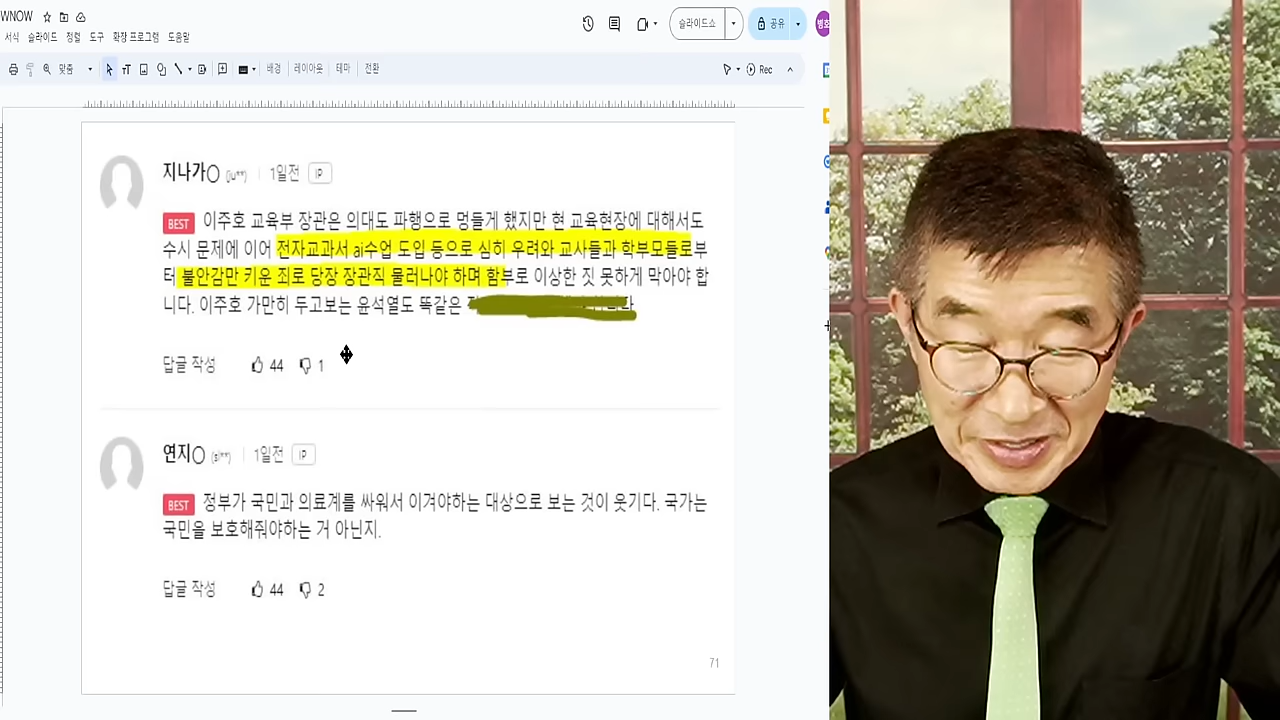 WNOW
슬라이드쇼
공유
병호
서식 슬라이드 정렬 도구 확장 프로그램 도움말
맞춤 배경 레이아웃 테마 전환 Rec
지나가○ (ju**) 1일전 IP
BEST 이주호 교육부 장관은 의대도 파행으로 멍들게 했지만 현 교육현장에 대해서도
수시 문제에 이어 전자교과서 ai수업 도입 등으로 심히 우려와 교사들과 학부모들로부
터 불안감만 키운 죄로 당장 장관직 물러나야 하며 함부로 이상한 짓 못하게 막아야 합
니다. 이주호 가만히 두고보는 윤석열도 똑같은
답글 작성 44 1
연지○ 1일전 IP
BEST 정부가 국민과 의료계를 싸워서 이겨야하는 대상으로 보는 것이 웃기다. 국가는
국민을 보호해줘야하는 거 아닌지.
답글 작성 44 2
71